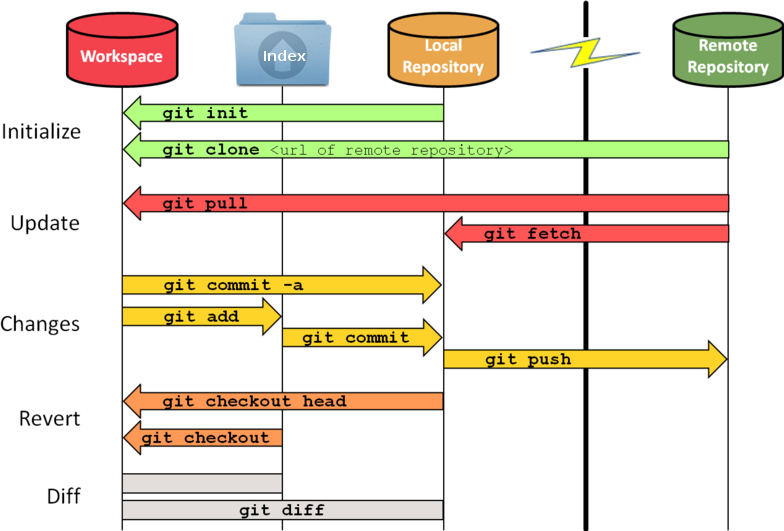 Workspace
Index
Local
Repository
Remote
Repository
Initialize
git init
git clone <url of remote repository>
Update
git pull
git fetch
Changes
git commit -a
git add
git commit
git push
Revert
git checkout head
git checkout
Diff
git diff